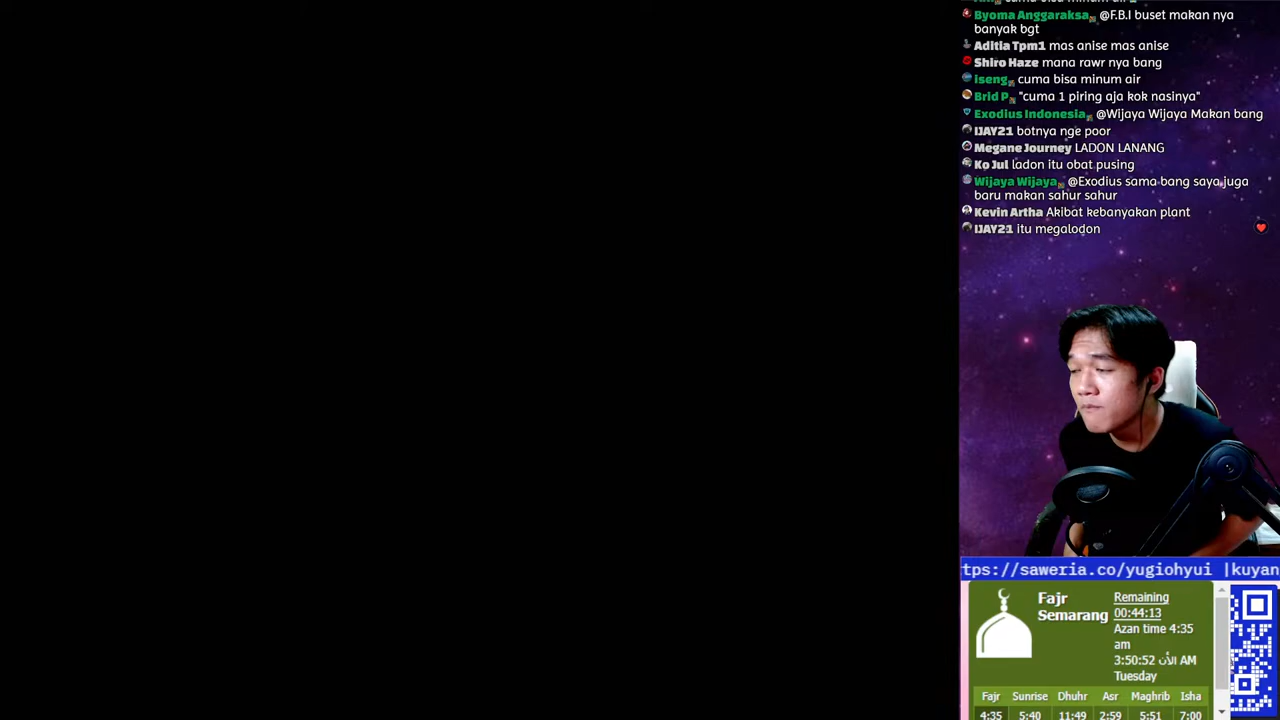 Byoma Anggaraksa @F.B.I buset makan nya
banyak bgt
Aditia Tpm1 mas anise mas anise
Shiro Haze mana rawr nya bang
Iseng cuma bisa minum air
Brid P "cuma 1 piring aja kok nasinya"
Exodius Indonesia @Wijaya Wijaya Makan bang
IJAY21 botnya nge poor
Megane Journey LADON LANANG
Ko Jul ladon itu obat pusing
Wijaya Wijaya @Exodius sama bang saya juga
baru makan sahur sahur
Kevin Artha Akibat kebanyakan plant
IJAY21 itu megalodon
tps://saweria.co/yugiohyui |kuyan
Fajr
Semarang
Remaining
00:44:13
Azan time 4:35
am
3:50:52 الآن AM
Tuesday
Fajr Sunrise Dhuhr Asr Maghrib Isha
4:35 5:40 11:49 2:59 5:51 7:00